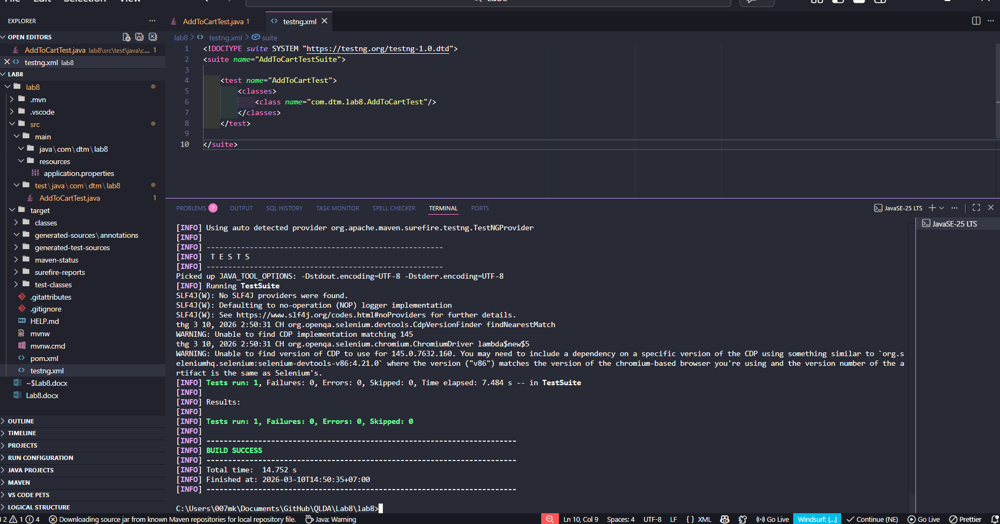 EXPLORER
OPEN EDITORS
AddToCartTest.java lab8\src\test\java\c... 1
testng.xml lab8
LAB8
lab8
.mvn
.vscode
src
main
java\com\dtm\lab8
resources
application.properties
test\java\com\dtm\lab8
AddToCartTest.java 1
target
classes
generated-sources\annotations
generated-test-sources
maven-status
surefire-reports
test-classes
.gitattributes
.gitignore
HELP.md
mvnw
mvnw.cmd
pom.xml
testng.xml
~$Lab8.docx
Lab8.docx
OUTLINE
TIMELINE
PROJECTS
RUN CONFIGURATION
JAVA PROJECTS
MAVEN
VS CODE PETS
LOGICAL STRUCTURE
AddToCartTest.java 1
testng.xml
lab8 > testng.xml > suite
1 <!DOCTYPE suite SYSTEM "https://testng.org/testng-1.0.dtd">
2 <suite name="AddToCartTestSuite">
3
4 <test name="AddToCartTest">
5 <classes>
6 <class name="com.dtm.lab8.AddToCartTest"/>
7 </classes>
8 </test>
9
10 </suite>
PROBLEMS 7 OUTPUT SQL HISTORY TASK MONITOR SPELL CHECKER TERMINAL PORTS
JavaSE-25 LTS
JavaSE-25 LTS
[INFO] Using auto detected provider org.apache.maven.surefire.testng.TestNGProvider
[INFO]
[INFO] -------------------------------------------------------
[INFO] T E S T S
[INFO] -------------------------------------------------------
Picked up JAVA_TOOL_OPTIONS: -Dstdout.encoding=UTF-8 -Dstderr.encoding=UTF-8
[INFO] Running TestSuite
SLF4J(W): No SLF4J providers were found.
SLF4J(W): Defaulting to no-operation (NOP) logger implementation
SLF4J(W): See https://www.slf4j.org/codes.html#noProviders for further details.
thg 3 10, 2026 2:50:31 CH org.openqa.selenium.devtools.CdpVersionFinder findNearestMatch
WARNING: Unable to find CDP implementation matching 145
thg 3 10, 2026 2:50:31 CH org.openqa.selenium.chromium.ChromiumDriver lambda$new$5
WARNING: Unable to find version of CDP to use for 145.0.7632.160. You may need to include a dependency on a specific version of the CDP using something similar to `org.s
eleniumhq.selenium:selenium-devtools-v86:4.21.0` where the version ("v86") matches the version of the chromium-based browser you're using and the version number of the a
rtifact is the same as Selenium's.
[INFO] Tests run: 1, Failures: 0, Errors: 0, Skipped: 0, Time elapsed: 7.484 s -- in TestSuite
[INFO]
[INFO] Results:
[INFO]
[INFO] Tests run: 1, Failures: 0, Errors: 0, Skipped: 0
[INFO]
[INFO] ------------------------------------------------------------------------
[INFO] BUILD SUCCESS
[INFO] ------------------------------------------------------------------------
[INFO] Total time:  14.752 s
[INFO] Finished at: 2026-03-10T14:50:35+07:00
[INFO] ------------------------------------------------------------------------
C:\Users\007mk\Documents\GitHub\QLDA\Lab8\lab8>
2 1 4 Downloading source jar from known Maven repositories for local repository file. Java: Warning Ln 10, Col 9 Spaces: 4 UTF-8 LF { } XML Go Live Windsurf: {...} Continue (NE) Go Live Prettier